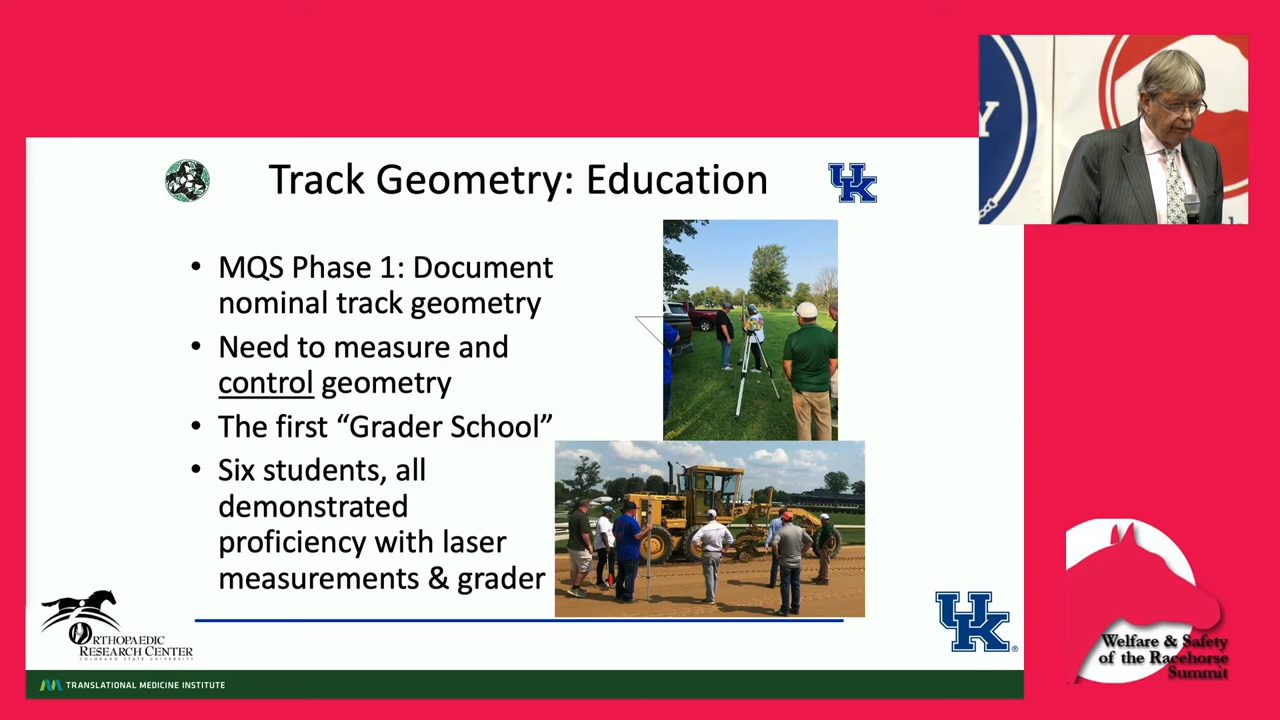 Track Geometry: Education
UK
• MQS Phase 1: Document
nominal track geometry
• Need to measure and
control geometry
• The first “Grader School”
• Six students, all
demonstrated
proficiency with laser
measurements & grader
ORTHOPAEDIC
RESEARCH CENTER
COLORADO STATE UNIVERSITY
UK
®
TRANSLATIONAL MEDICINE INSTITUTE
Y
Welfare & Safety
of the Racehorse
Summit